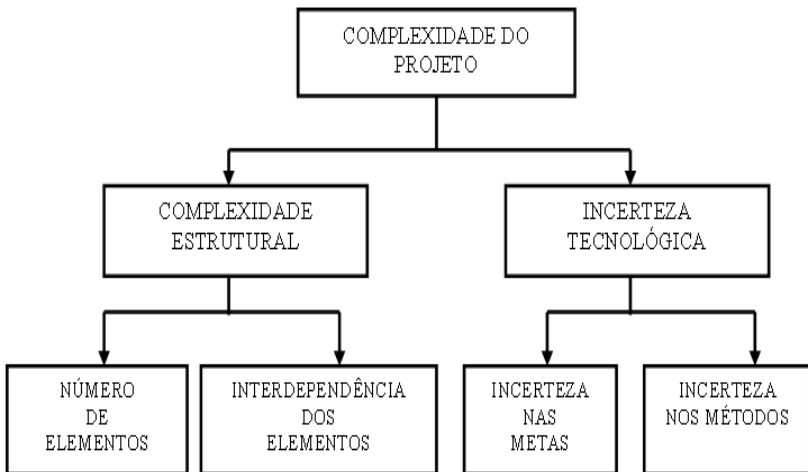 COMPLEXIDADE DO
PROJETO
COMPLEXIDADE
ESTRUTURAL
INCERTEZA
TECNOLÓGICA
NÚMERO
DE
ELEMENTOS
INTERDEPENDÊNCIA
DOS
ELEMENTOS
INCERTEZA
NAS
METAS
INCERTEZA
NOS MÉTODOS